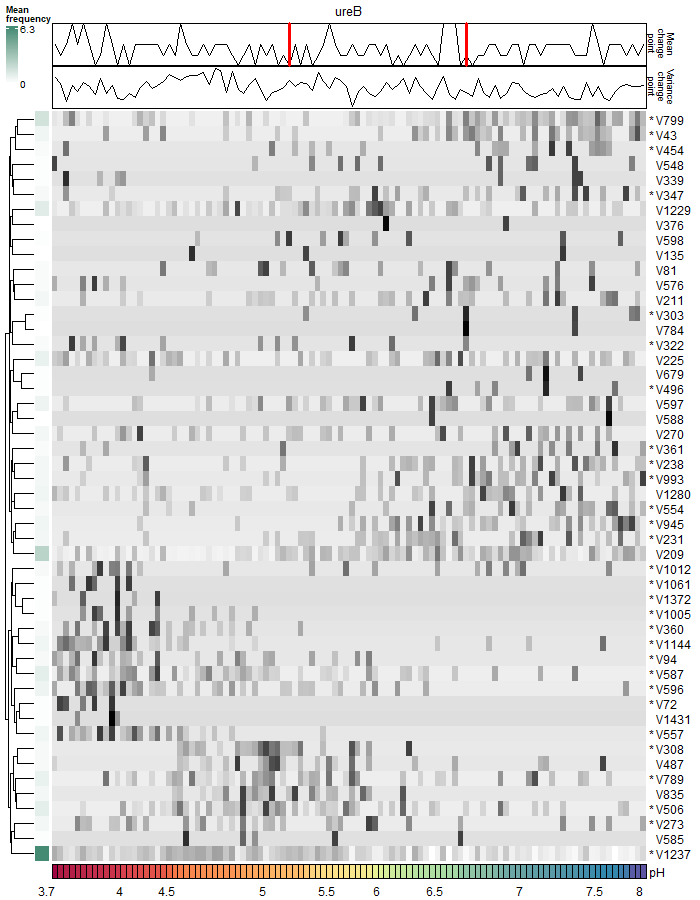 Mean
frequency
6.3
0
ureB
Mean
change
point
Variance
change
point
* V799
* V43
* V454
V548
V339
* V347
V1229
V376
V598
V135
V81
V576
V211
* V303
V784
* V322
V225
V679
* V496
V597
V588
V270
* V361
* V238
* V993
V1280
* V554
* V945
* V231
V209
* V1012
* V1061
* V1372
* V1005
* V360
* V1144
* V94
* V587
* V596
* V72
V1431
* V557
* V308
V487
* V789
V835
* V506
* V273
V585
* V1237
pH
3.7 4 4.5 5 5.5 6 6.5 7 7.5 8